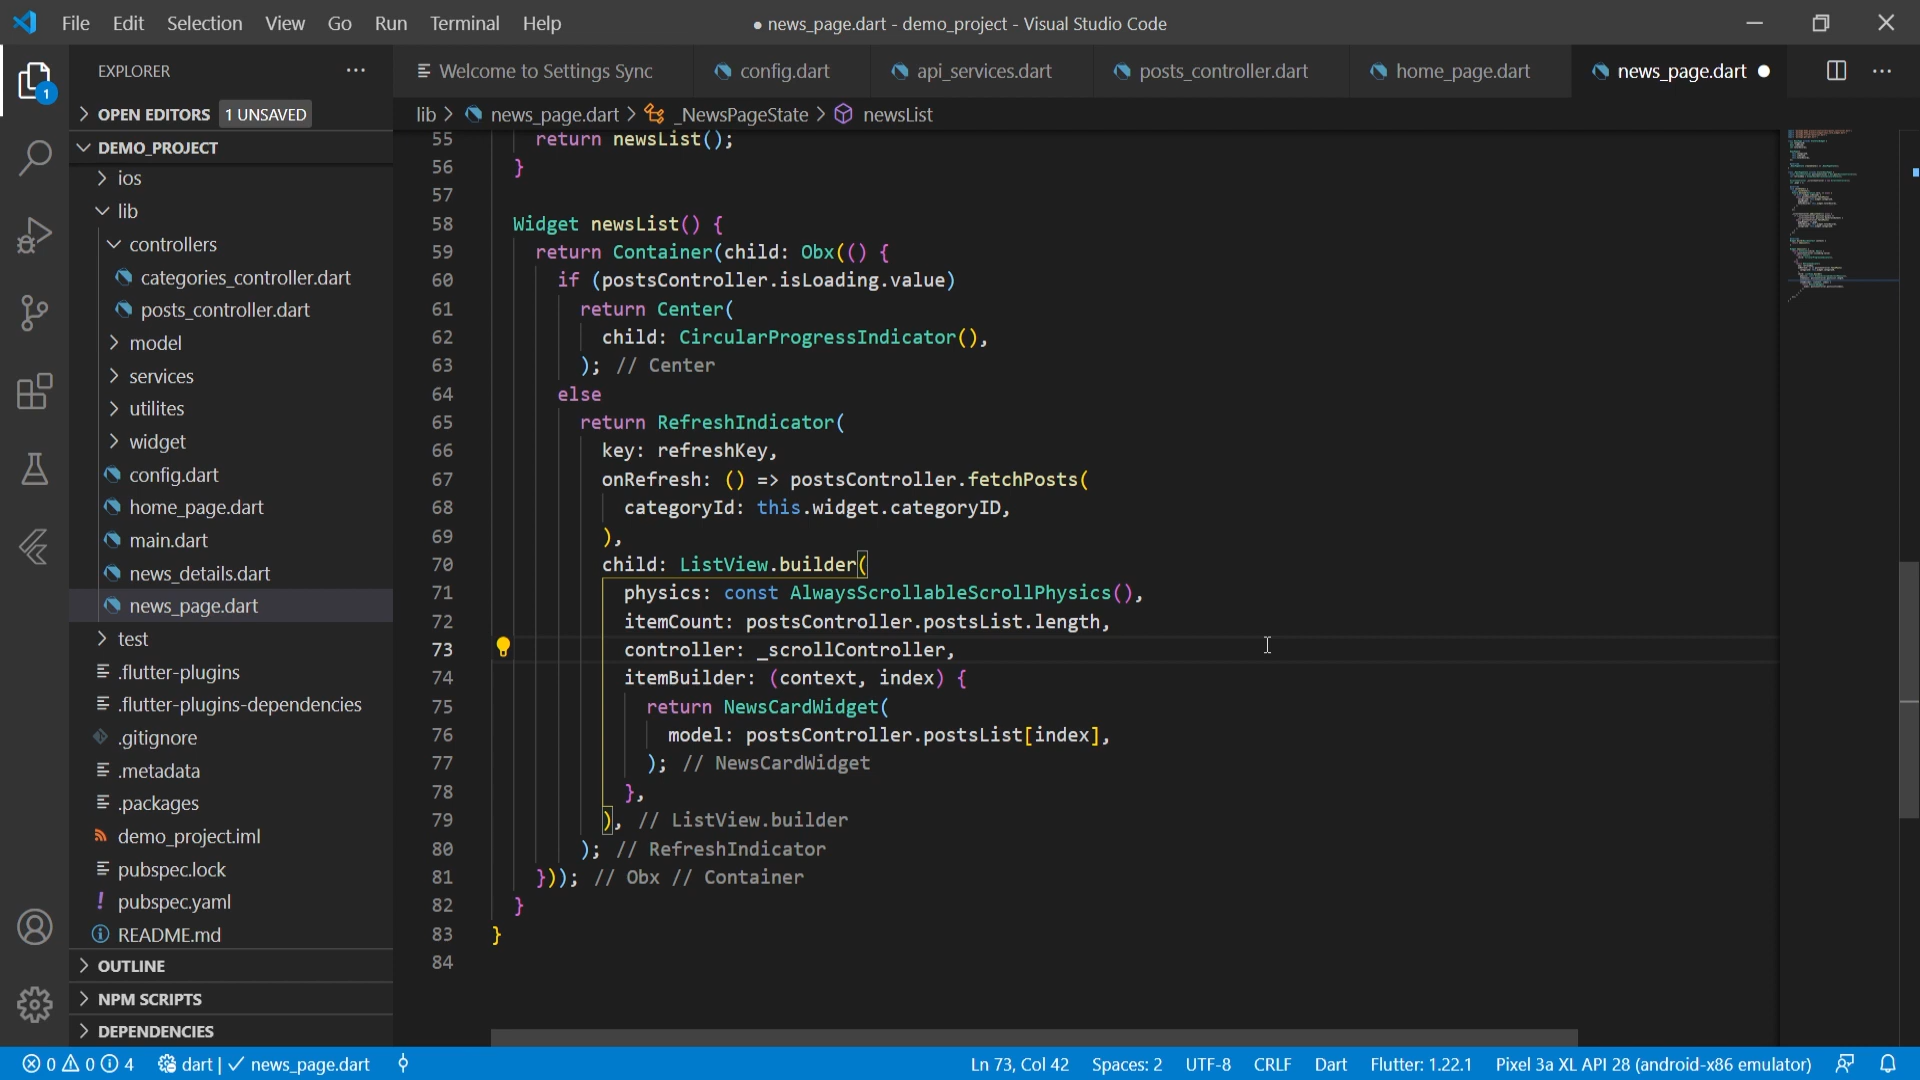 File Edit Selection View Go Run Terminal Help
● news_page.dart - demo_project - Visual Studio Code
EXPLORER
1
OPEN EDITORS 1 UNSAVED
DEMO_PROJECT
ios
lib
controllers
categories_controller.dart
posts_controller.dart
model
services
utilites
widget
config.dart
home_page.dart
main.dart
news_details.dart
news_page.dart
test
.flutter-plugins
.flutter-plugins-dependencies
.gitignore
.metadata
.packages
demo_project.iml
pubspec.lock
pubspec.yaml
README.md
OUTLINE
NPM SCRIPTS
DEPENDENCIES
Welcome to Settings Sync config.dart api_services.dart posts_controller.dart home_page.dart news_page.dart ●
lib > news_page.dart > _NewsPageState > newsList
55 return newsList();
56 }
57
58 Widget newsList() {
59 return Container(child: Obx(() {
60 if (postsController.isLoading.value)
61 return Center(
62 child: CircularProgressIndicator(),
63 ); // Center
64 else
65 return RefreshIndicator(
66 key: refreshKey,
67 onRefresh: () => postsController.fetchPosts(
68 categoryId: this.widget.categoryID,
69 ),
70 child: ListView.builder(
71 physics: const AlwaysScrollableScrollPhysics(),
72 itemCount: postsController.postsList.length,
73 controller: _scrollController,
74 itemBuilder: (context, index) {
75 return NewsCardWidget(
76 model: postsController.postsList[index],
77 ); // NewsCardWidget
78 },
79 ), // ListView.builder
80 ); // RefreshIndicator
81 })); // Obx // Container
82 }
83 }
84
0 0 4 dart | ✓ news_page.dart Ln 73, Col 42 Spaces: 2 UTF-8 CRLF Dart Flutter: 1.22.1 Pixel 3a XL API 28 (android-x86 emulator)